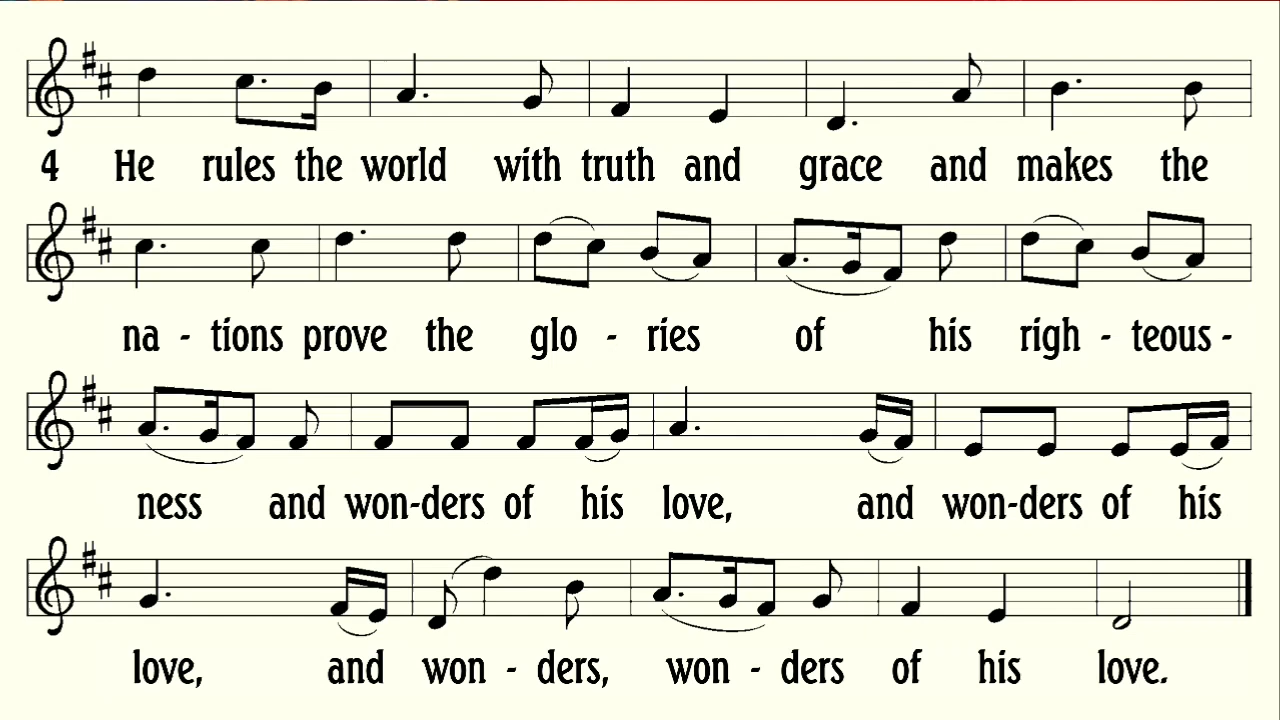 4 He rules the world with truth and grace and makes the
na - tions prove the glo - ries of his righ - teous -
ness and won-ders of his love, and won-ders of his
love, and won - ders, won - ders of his love.